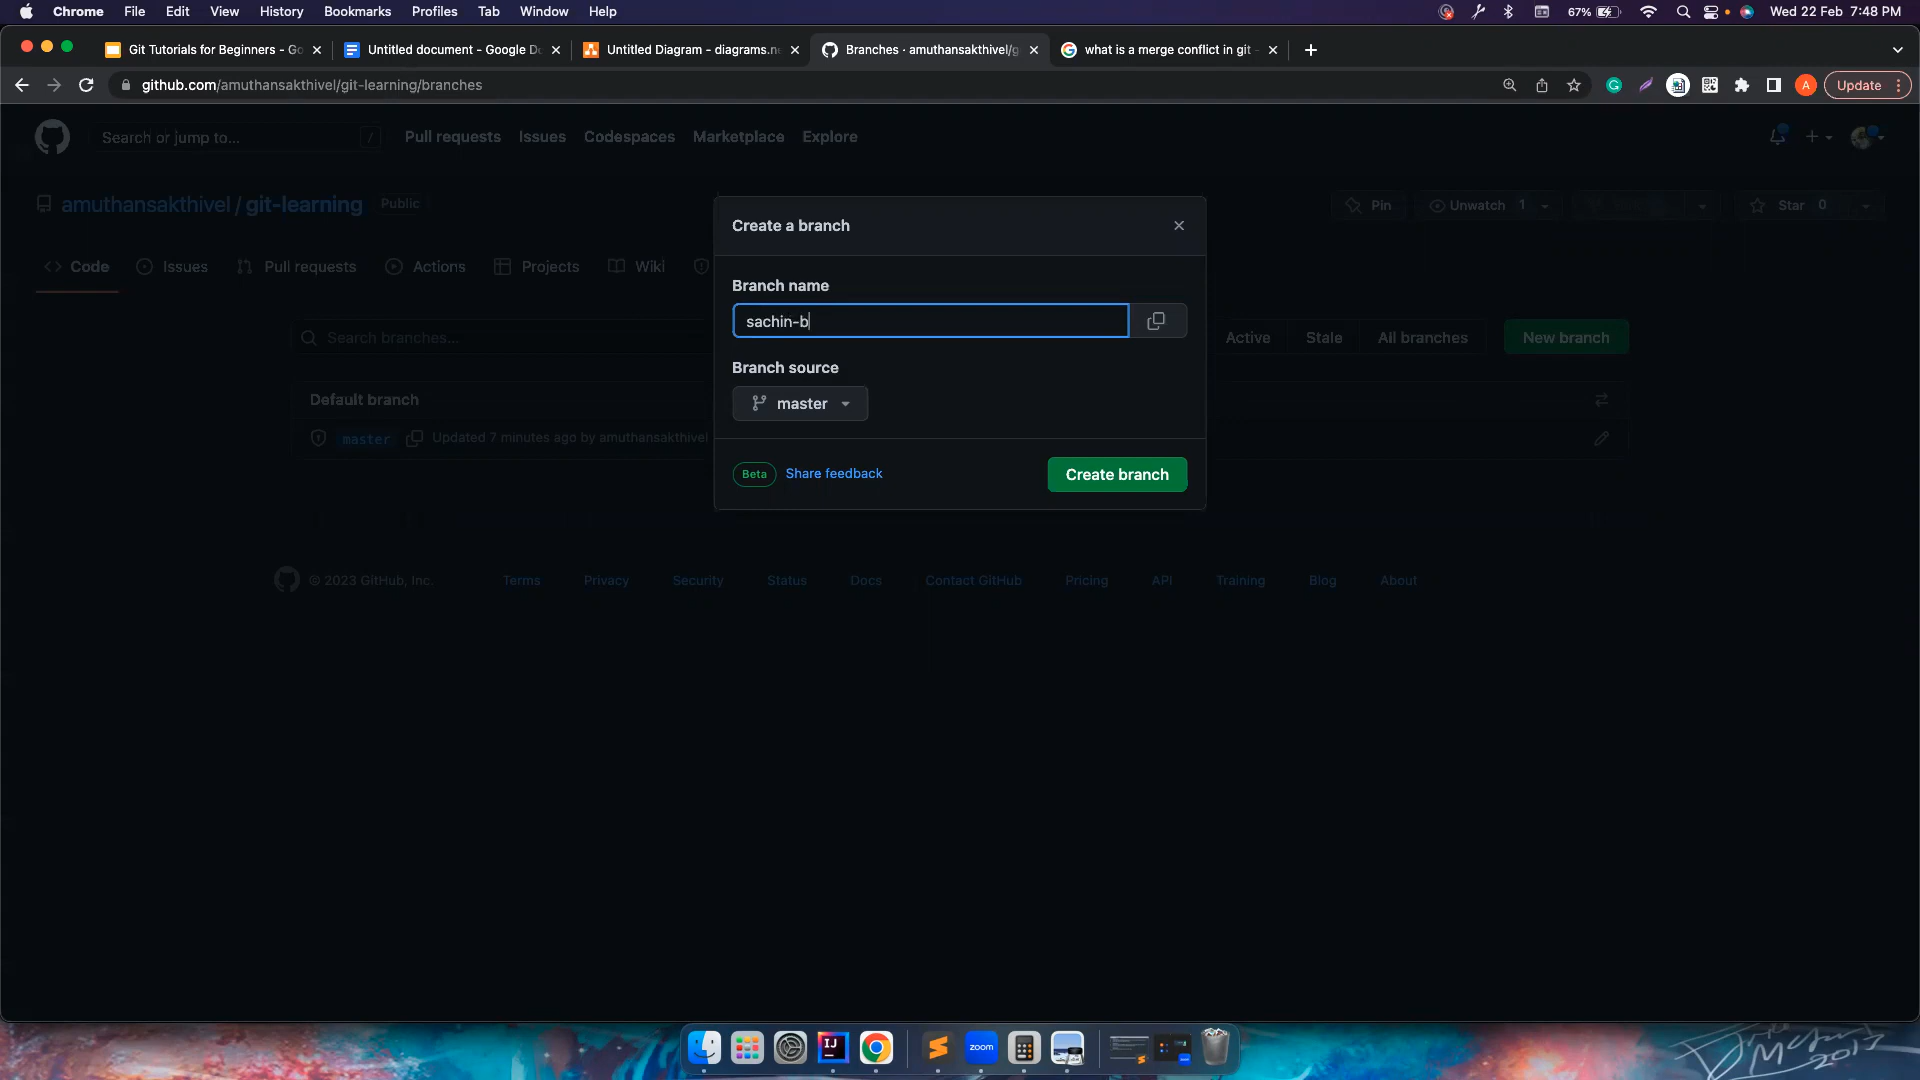 Chrome File Edit View History Bookmarks Profiles Tab Window Help 67% Wed 22 Feb 7:48 PM
Git Tutorials for Beginners - Go Untitled document - Google Do Untitled Diagram - diagrams.ne Branches · amuthansakthivel/g what is a merge conflict in git -
github.com/amuthansakthivel/git-learning/branches A Update
Search or jump to... / Pull requests Issues Codespaces Marketplace Explore
amuthansakthivel / git-learning Public Pin Unwatch 1 Star 0
Create a branch
Code Issues Pull requests Actions Projects Wiki
Branch name
sachin-b
Search branches... Active Stale All branches New branch
Branch source
Default branch master
master Updated 7 minutes ago by amuthansakthivel
Beta Share feedback Create branch
© 2023 GitHub, Inc. Terms Privacy Security Status Docs Contact GitHub Pricing API Training Blog About
IJ zoom
2017